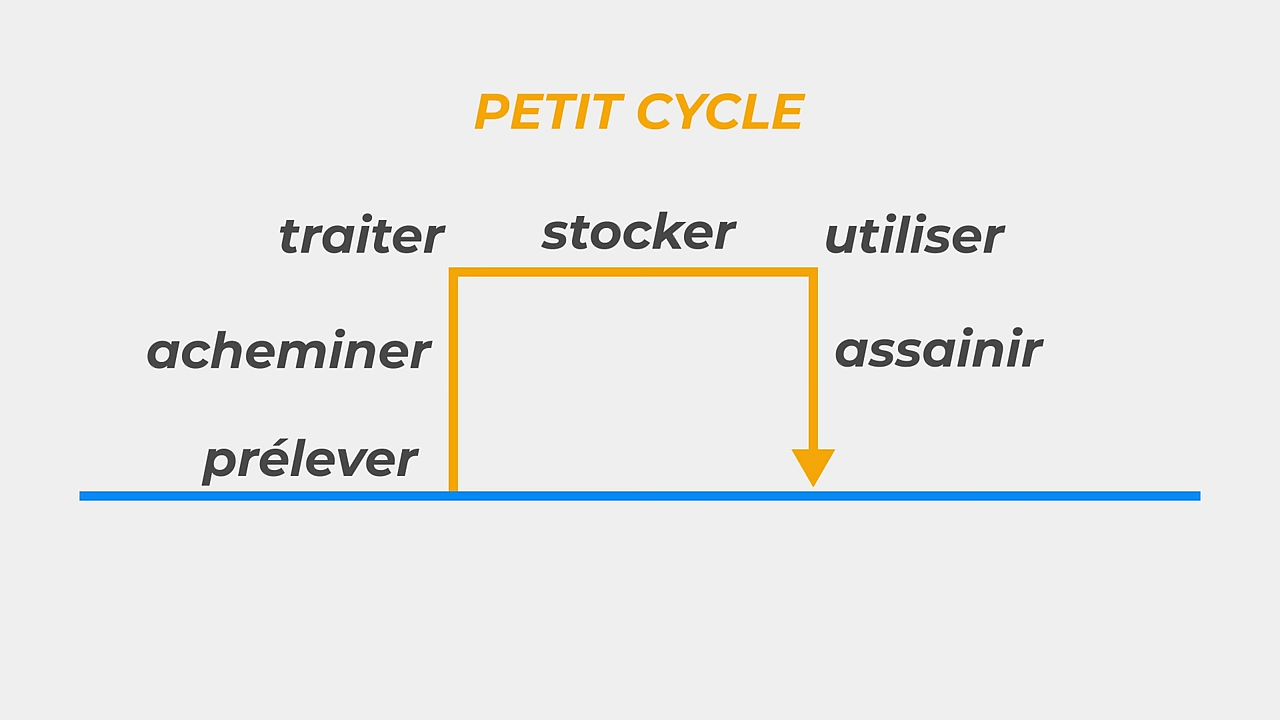 PETIT CYCLE
traiter stocker utiliser
acheminer assainir
prélever